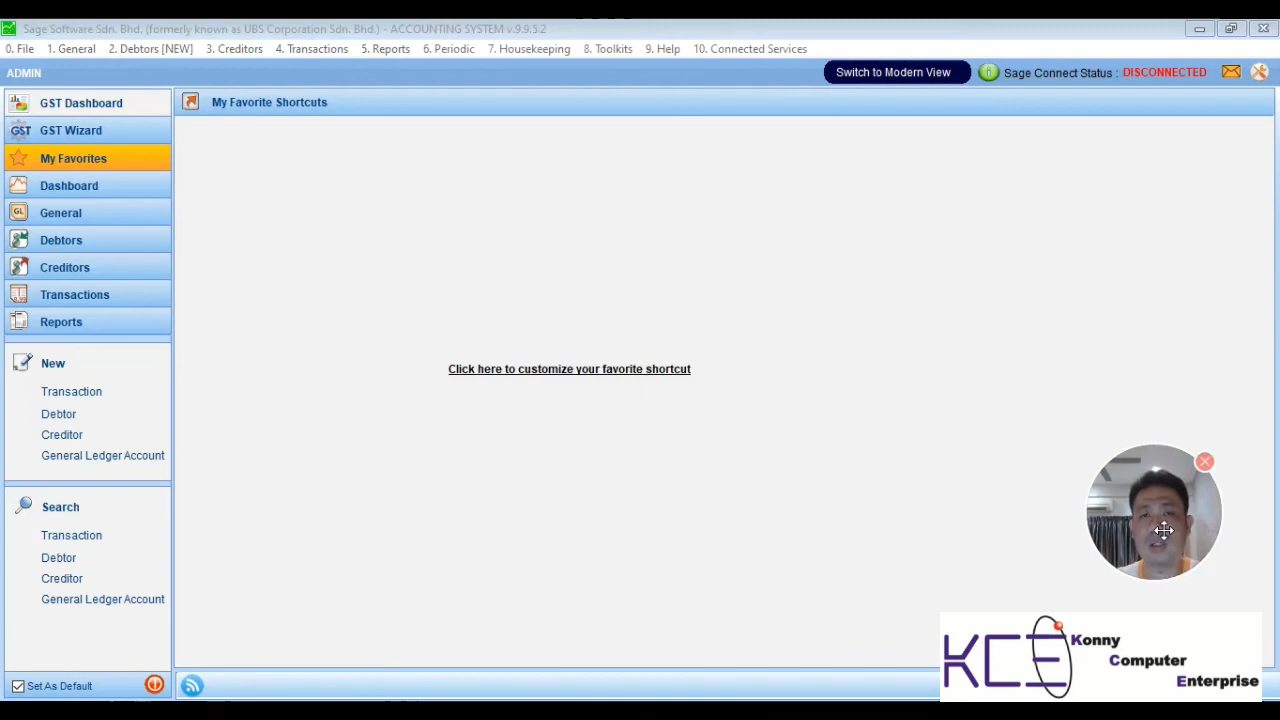 Sage Software Sdn. Bhd. (formerly known as UBS Corporation Sdn. Bhd.) - ACCOUNTING SYSTEM v.9.9.5.2
0. File 1. General 2. Debtors [NEW] 3. Creditors 4. Transactions 5. Reports 6. Periodic 7. Housekeeping 8. Toolkits 9. Help 10. Connected Services
ADMIN
Switch to Modern View
Sage Connect Status : DISCONNECTED
GST Dashboard
My Favorite Shortcuts
GST GST Wizard
My Favorites
Dashboard
GL General
Debtors
Creditors
Transactions
Reports
Click here to customize your favorite shortcut
New
Transaction
Debtor
Creditor
General Ledger Account
Search
Transaction
Debtor
Creditor
General Ledger Account
Set As Default
KCE
Konny
Computer
Enterprise